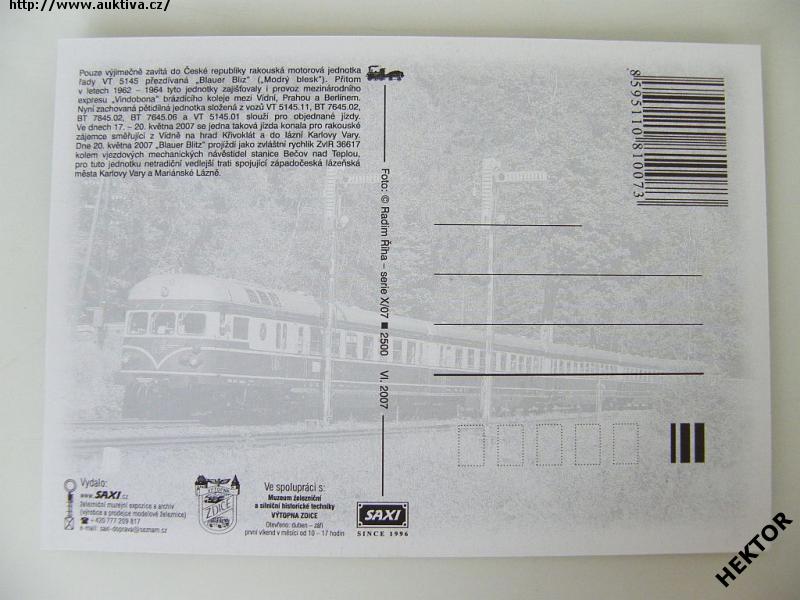 http://www.auktiva.cz/
Pouze výjimečně zavítá do České republiky rakouská motorová jednotka
řady VT 5145 přezdívaná „Blauer Bliz" („Modrý blesk"). Přitom
v letech 1962 – 1964 tyto jednotky zajišťovaly i provoz mezinárodního
expresu „Vindobona" brázdícího koleje mezi Vídní, Prahou a Berlínem.
Nyní zachovaná pětidílná jednotka složená z vozů VT 5145.11, BT 7645.02,
BT 7845.02, BT 7645.06 a VT 5145.01 slouží pro objednané jízdy.
Ve dnech 17. – 20. května 2007 se jedna taková jízda konala pro rakouské
zájemce směřující z Vídně na hrad Křivoklát a do lázní Karlovy Vary.
Dne 20. května 2007 „Blauer Blitz" projíždí jako zvláštní rychlík ZvlR 36617
kolem vjezdových mechanických návěstidel stanice Bečov nad Teplou,
pro tuto jednotku netradiční vedlejší trati spojující západočeská lázeňská
města Karlovy Vary a Mariánské Lázně.
8595110810073
Foto: © Radim Říha – serie X/07 ■ 2500 VI. 2007
Vydalo:
www.SAXI.cz
železniční muzejní expozice a archiv
(výrobce a prodejce modelové železnice)
☎ +420 777 209 817
e-mail: saxi-doprava@seznam.cz
VÝTOPNA
ZDICE
Ve spolupráci s:
Muzeum železniční
a silniční historické techniky
VÝTOPNA ZDICE
Otevřeno: duben – září
první víkend v měsíci od 10 – 17 hodin
SAXI
SINCE 1996
HEKTOR